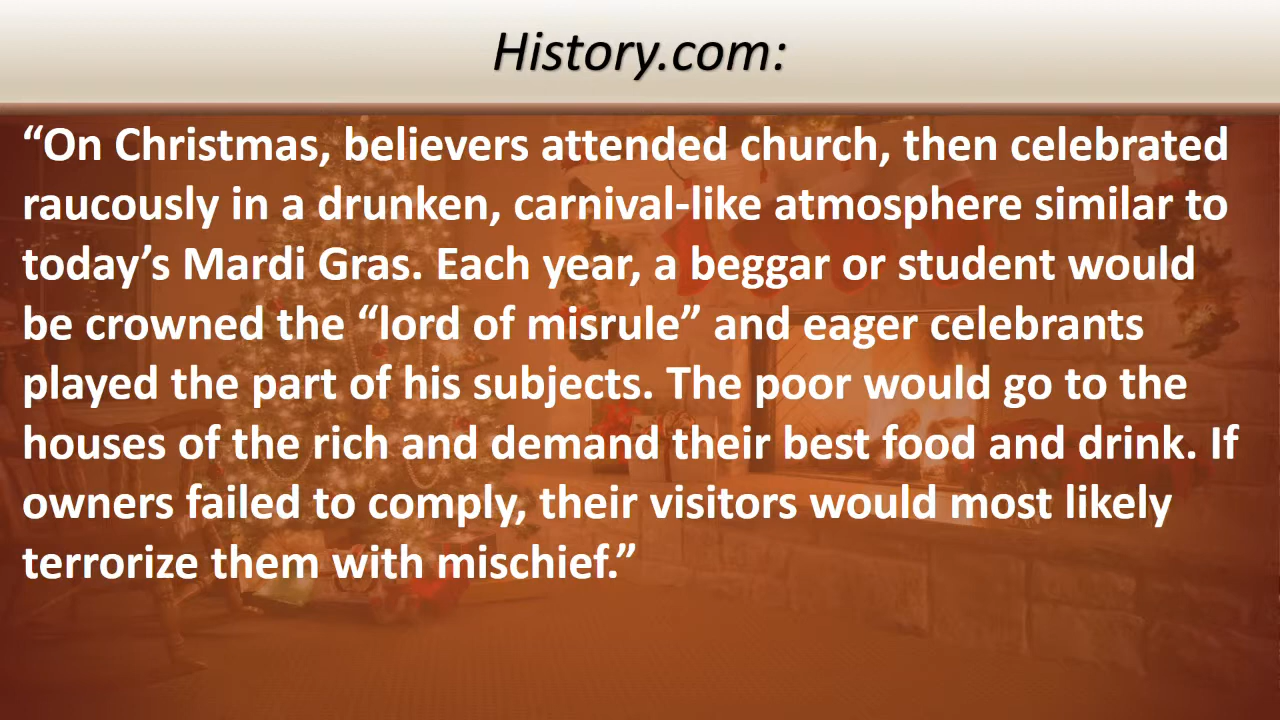 History.com:
“On Christmas, believers attended church, then celebrated
raucously in a drunken, carnival-like atmosphere similar to
today’s Mardi Gras. Each year, a beggar or student would
be crowned the “lord of misrule” and eager celebrants
played the part of his subjects. The poor would go to the
houses of the rich and demand their best food and drink. If
owners failed to comply, their visitors would most likely
terrorize them with mischief.”